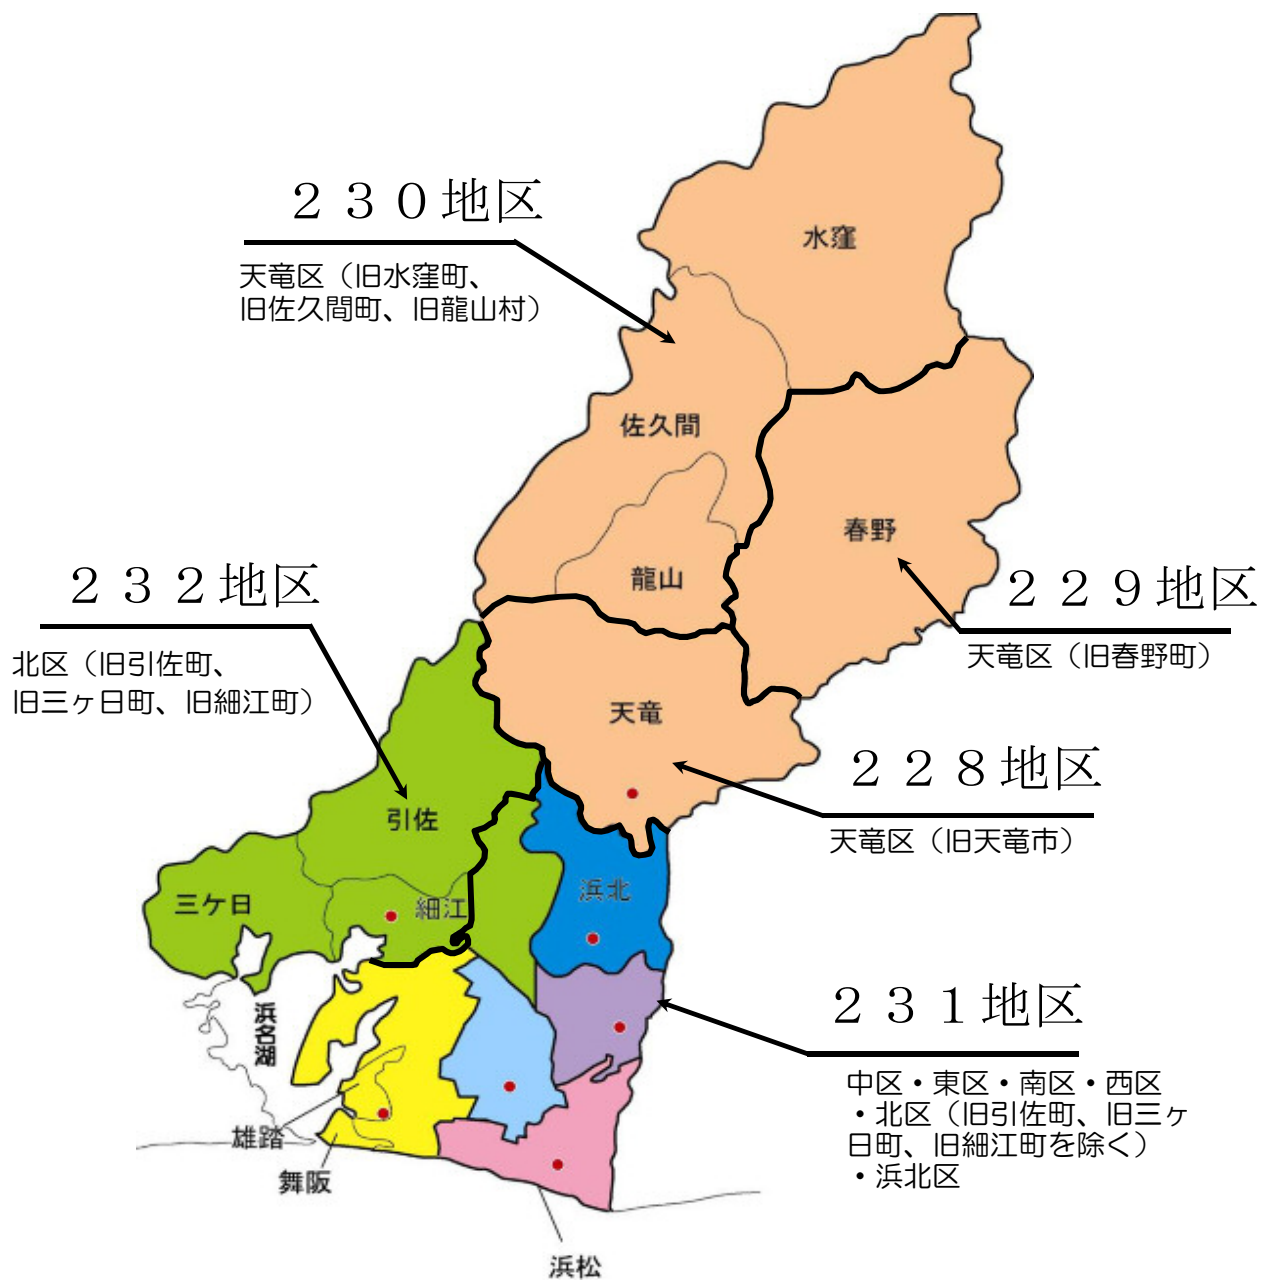 ２３０地区
天竜区（旧水窪町、
旧佐久間町、旧龍山村）
水窪
佐久間
春野
龍山
２３２地区
北区（旧引佐町、
旧三ヶ日町、旧細江町）
２２９地区
天竜区（旧春野町）
天竜
２２８地区
天竜区（旧天竜市）
引佐
三ケ日
細江
浜北
浜名湖
２３１地区
中区・東区・南区・西区
・北区（旧引佐町、旧三ヶ
日町、旧細江町を除く）
・浜北区
雄踏
舞阪
浜松